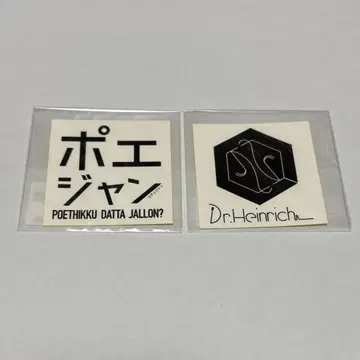 ポエ
ジャン
POETHIKKU DATTA JALLON?
Dr.Heinrich